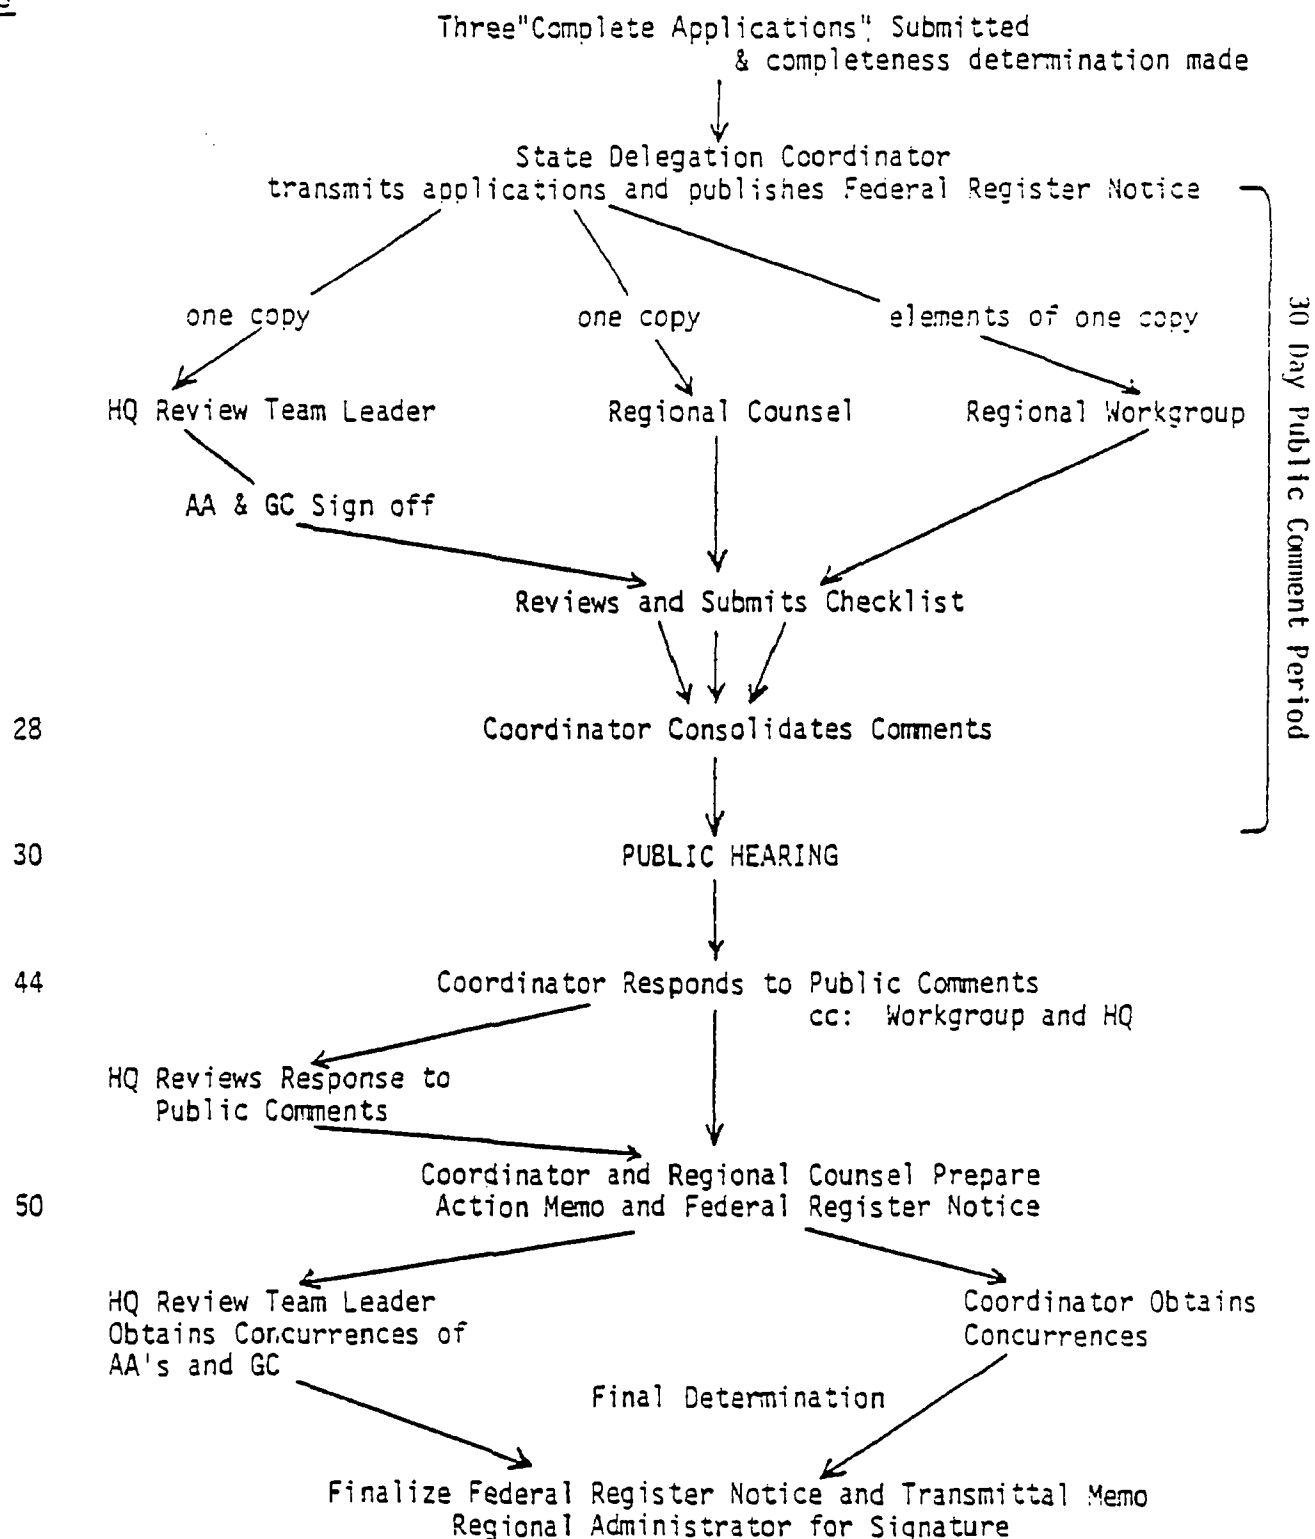 Three"Complete Applications" Submitted
& completeness determination made
State Delegation Coordinator
transmits applications and publishes Federal Register Notice
one copy
one copy
elements of one copy
HQ Review Team Leader
Regional Counsel
Regional Workgroup
AA & GC Sign off
Reviews and Submits Checklist
28
Coordinator Consolidates Comments
30 Day Public Comment Period
30
PUBLIC HEARING
44
Coordinator Responds to Public Comments
cc: Workgroup and HQ
HQ Reviews Response to
Public Comments
Coordinator and Regional Counsel Prepare
50
Action Memo and Federal Register Notice
HQ Review Team Leader
Obtains Concurrences of
AA's and GC
Coordinator Obtains
Concurrences
Final Determination
Finalize Federal Register Notice and Transmittal Memo
Regional Administrator for Signature